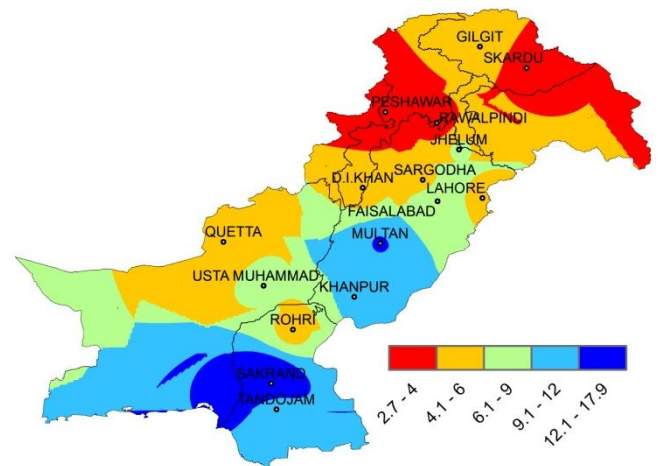 GILGIT
SKARDU
PESHAWAR
RAWALPINDI
JHELUM
D.I.KHAN
SARGODHA
LAHORE
FAISALABAD
QUETTA
MULTAN
USTA MUHAMMAD
KHANPUR
ROHRI
SAKRAND
TANDOJAM
2.7 - 4
4.1 - 6
6.1 - 9
9.1 - 12
12.1 - 17.9